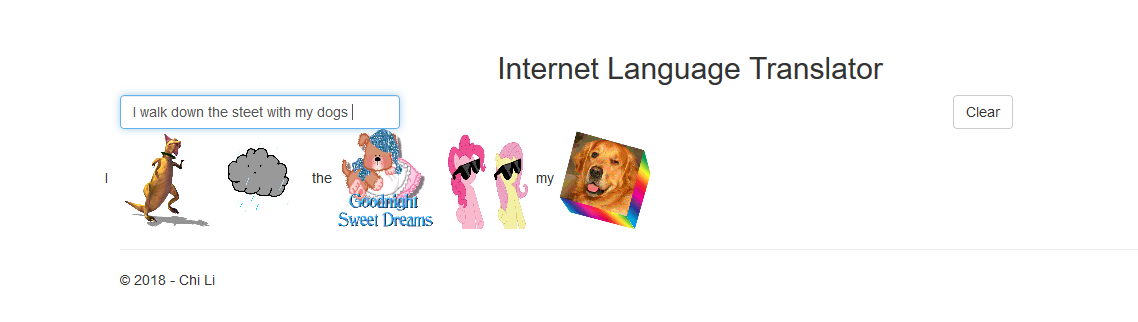 Internet Language Translator
I walk down the steet with my dogs
Clear
I the my
Goodnight
Sweet Dreams
© 2018 - Chi Li